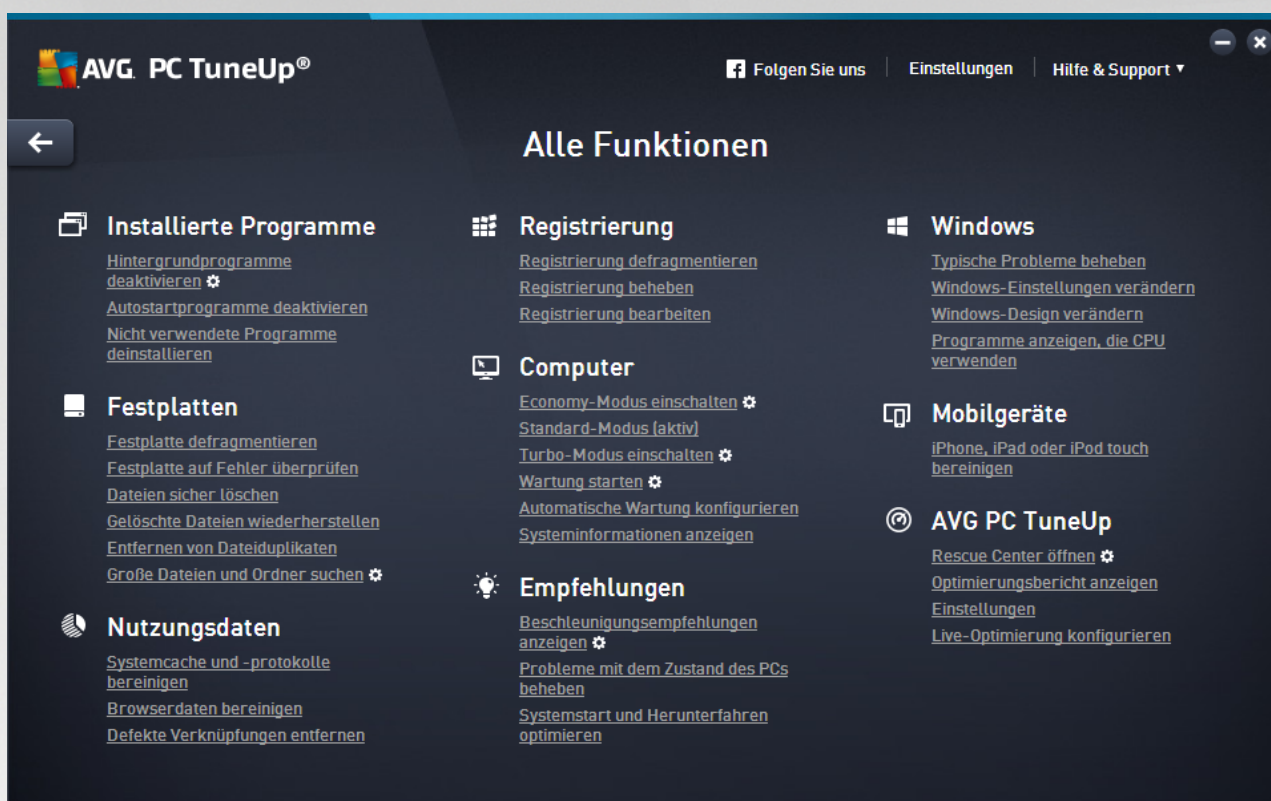 AVG. PC TuneUp®
Folgen Sie uns
Einstellungen
Hilfe & Support
Alle Funktionen
Installierte Programme
Hintergrundprogramme
deaktivieren
Autostartprogramme deaktivieren
Nicht verwendete Programme
deinstallieren
Festplatten
Festplatte defragmentieren
Festplatte auf Fehler überprüfen
Dateien sicher löschen
Gelöschte Dateien wiederherstellen
Entfernen von Dateiduplikaten
Große Dateien und Ordner suchen
Nutzungsdaten
Systemcache und -protokolle
bereinigen
Browserdaten bereinigen
Defekte Verknüpfungen entfernen
Registrierung
Registrierung defragmentieren
Registrierung beheben
Registrierung bearbeiten
Computer
Economy-Modus einschalten
Standard-Modus (aktiv)
Turbo-Modus einschalten
Wartung starten
Automatische Wartung konfigurieren
Systeminformationen anzeigen
Empfehlungen
Beschleunigungsempfehlungen
anzeigen
Probleme mit dem Zustand des PCs
beheben
Systemstart und Herunterfahren
optimieren
Windows
Typische Probleme beheben
Windows-Einstellungen verändern
Windows-Design verändern
Programme anzeigen, die CPU
verwenden
Mobilgeräte
iPhone, iPad oder iPod touch
bereinigen
AVG PC TuneUp
Rescue Center öffnen
Optimierungsbericht anzeigen
Einstellungen
Live-Optimierung konfigurieren